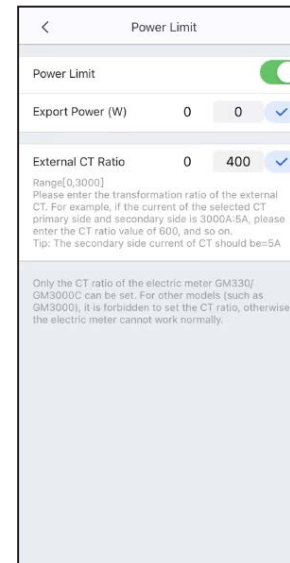 Power Limit
Power Limit
Export Power (W) 0 0
External CT Ratio 0 400
Range[0,3000]
Please enter the transformation ratio of the external
CT. For example, if the current of the selected CT
primary side and secondary side is 3000A:5A, please
enter the CT ratio value of 600, and so on.
Tip: The secondary side current of CT should be=5A
Only the CT ratio of the electric meter GM330/
GM3000C can be set. For other models (such as
GM3000), it is forbidden to set the CT ratio, otherwise
the electric meter cannot work normally.